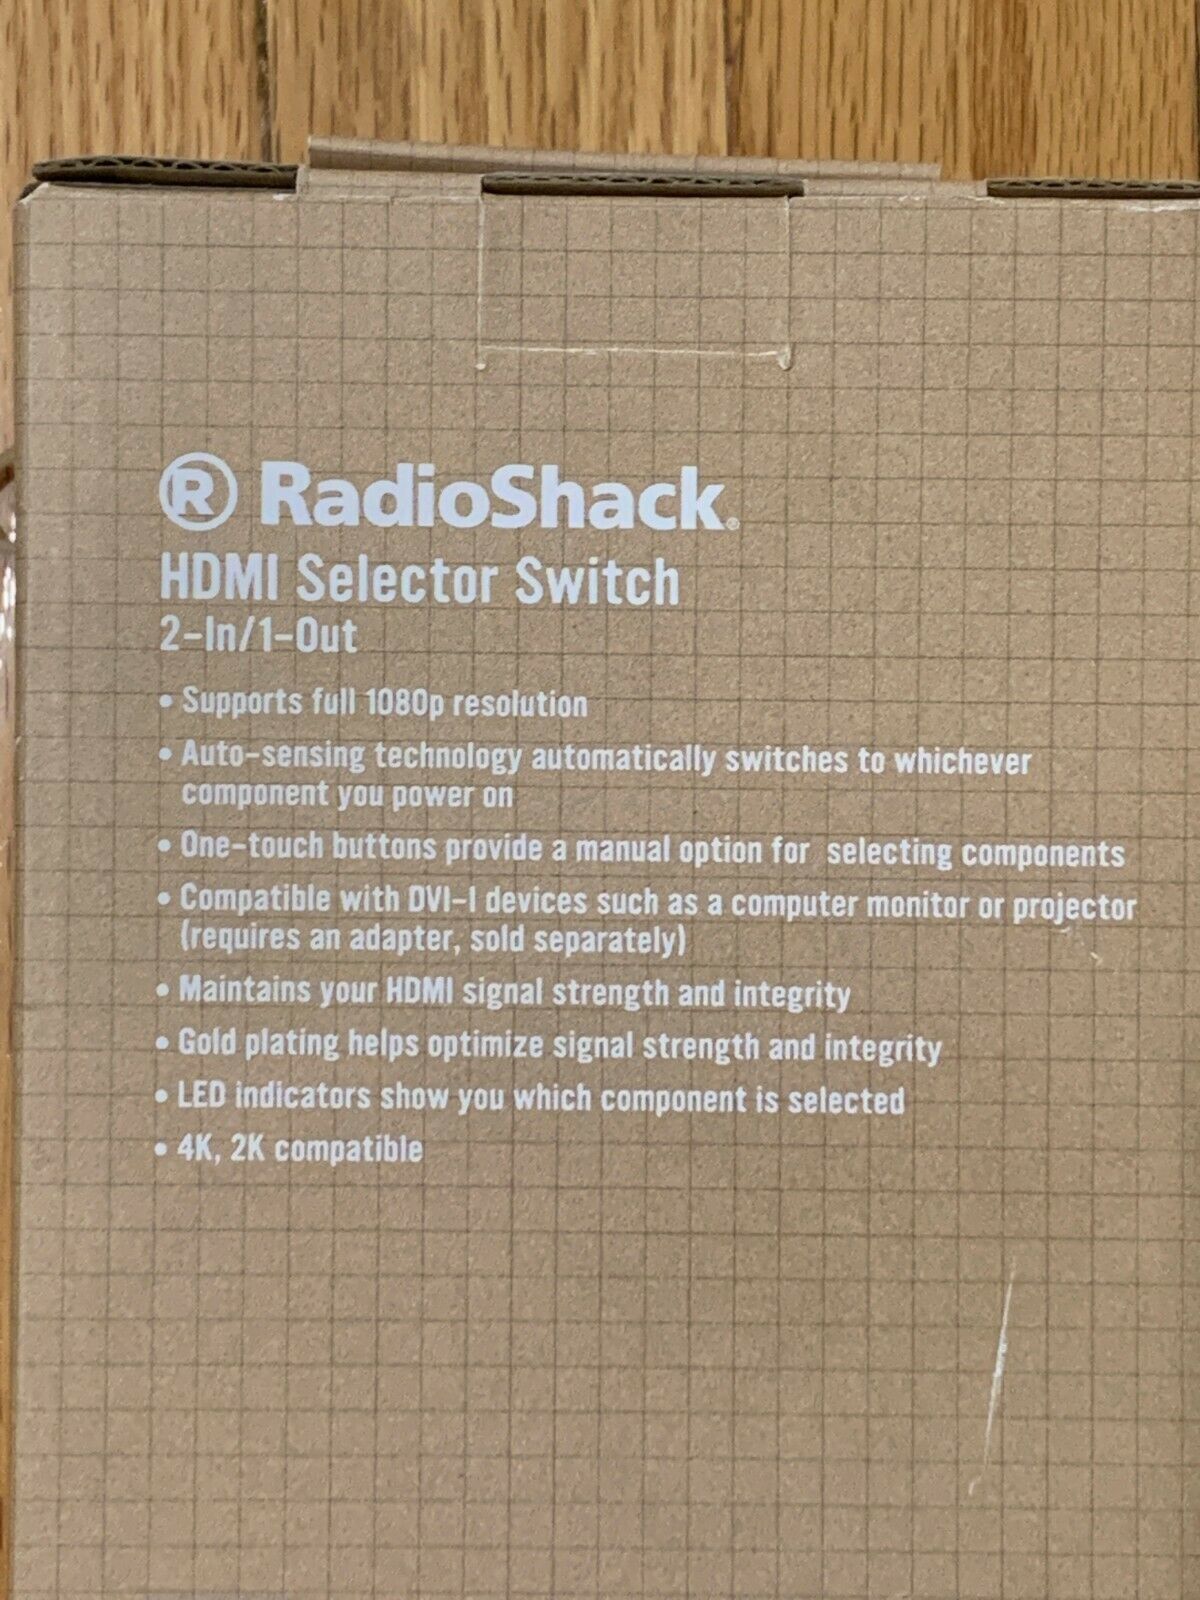 ® RadioShack®
HDMI Selector Switch
2-In/1-Out
• Supports full 1080p resolution
• Auto-sensing technology automatically switches to whichever
component you power on
• One-touch buttons provide a manual option for selecting components
• Compatible with DVI-I devices such as a computer monitor or projector
(requires an adapter, sold separately)
• Maintains your HDMI signal strength and integrity
• Gold plating helps optimize signal strength and integrity
• LED indicators show you which component is selected
• 4K, 2K compatible